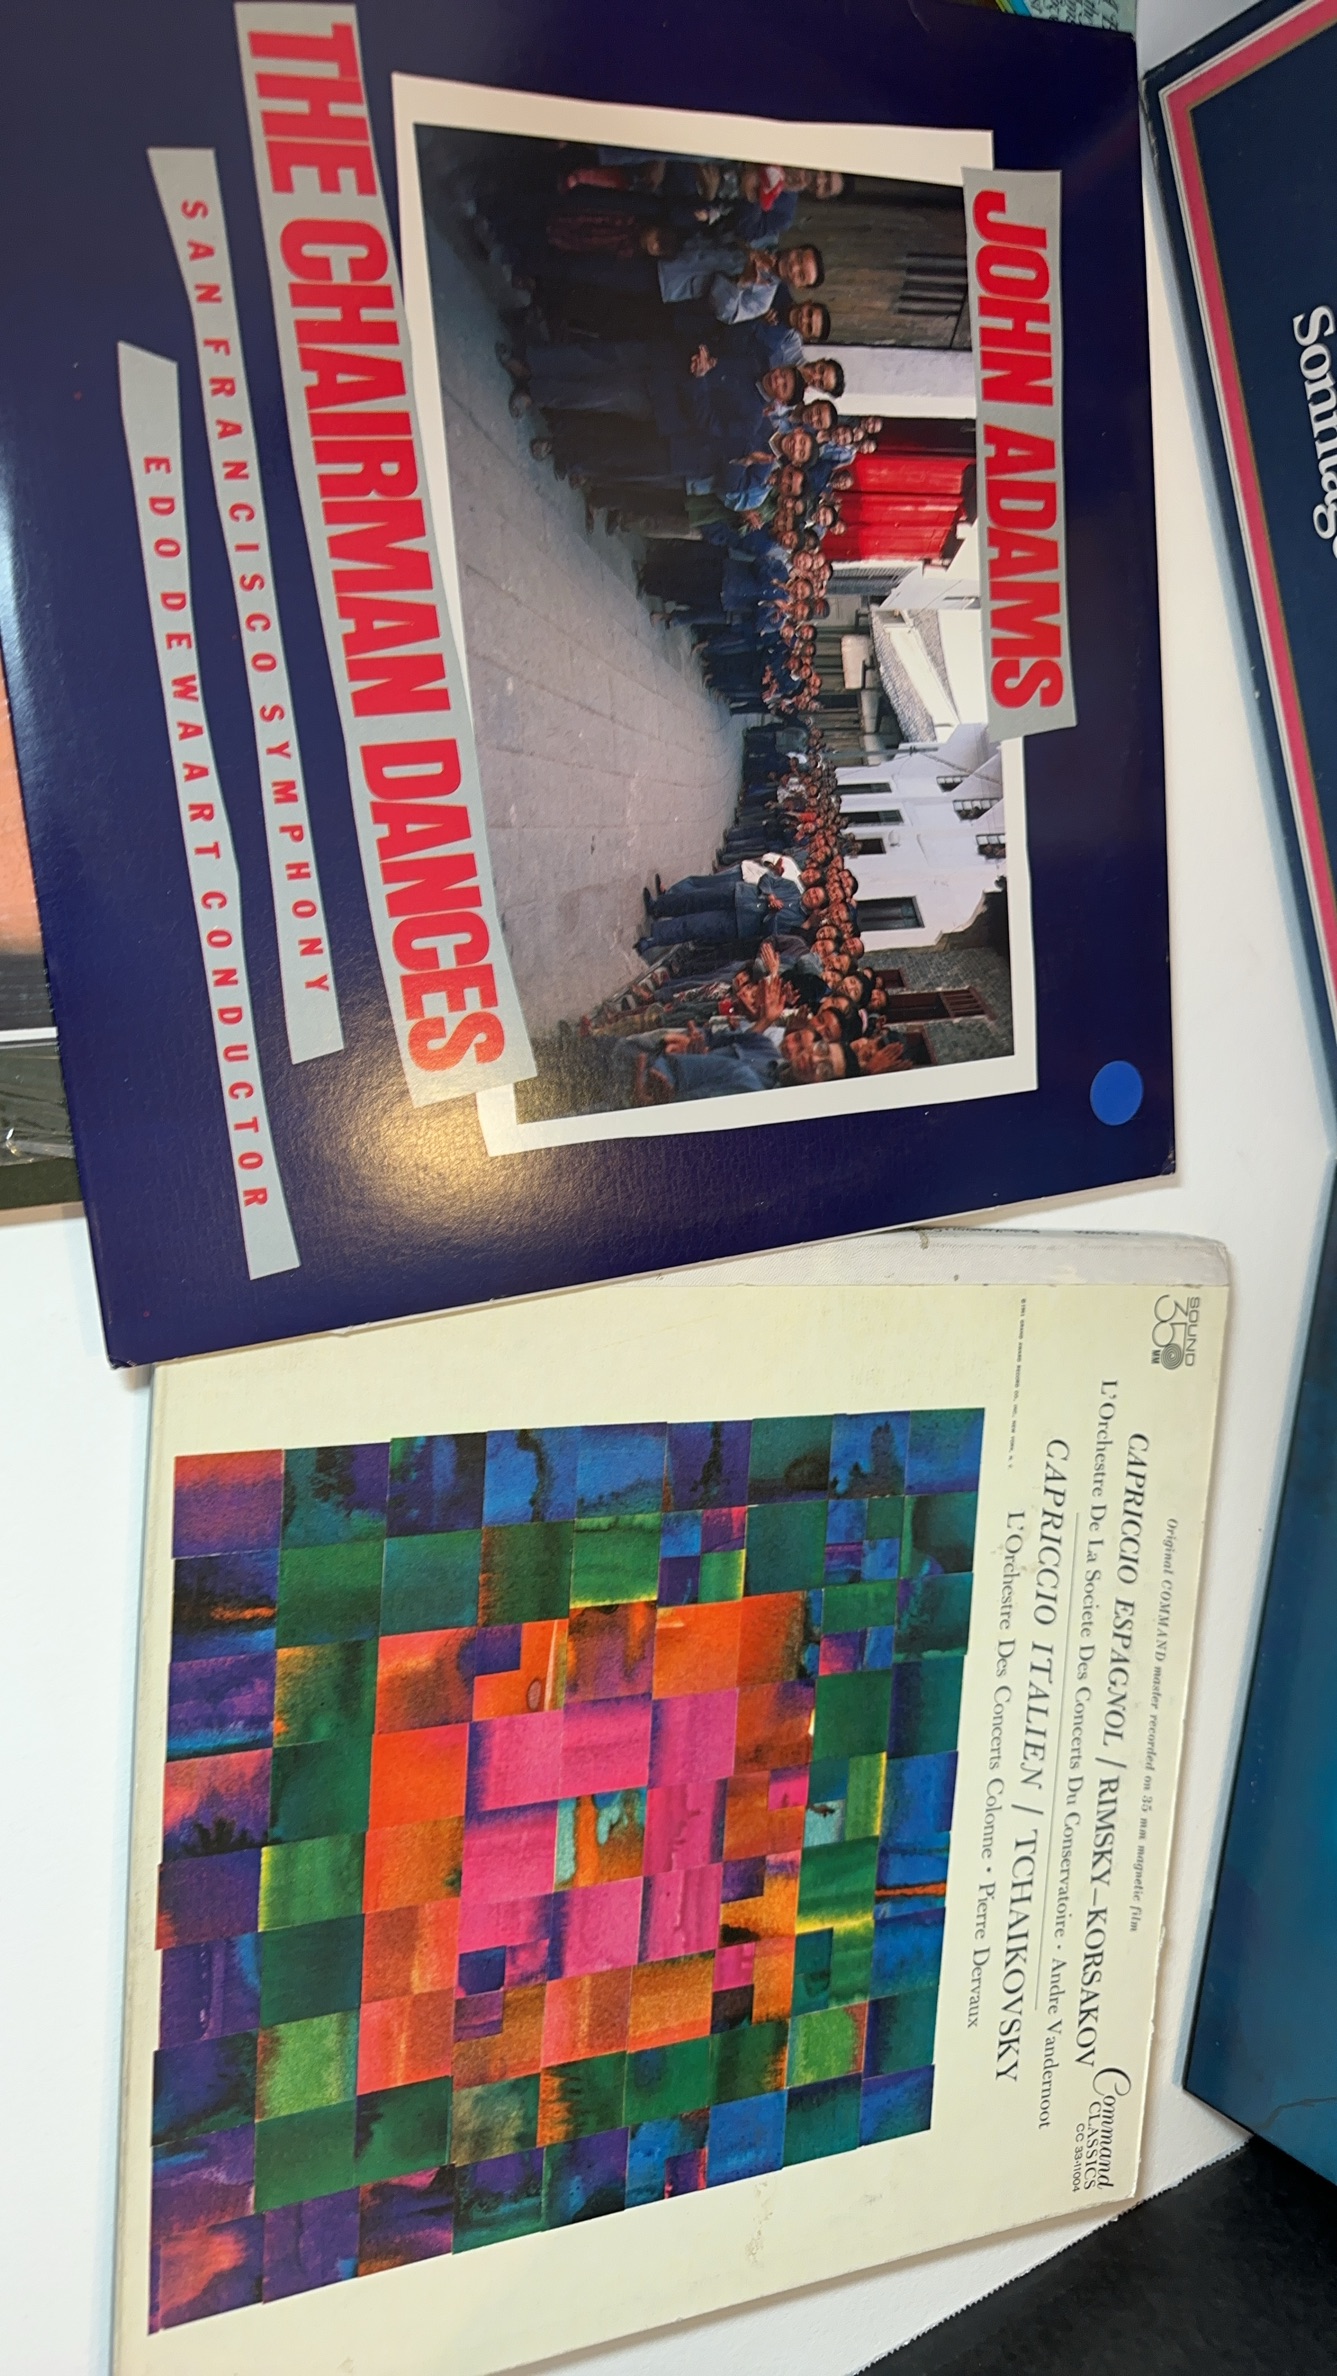 JOHN ADAMS
THE CHAIRMAN DANCES
SAN FRANCISCO SYMPHONY
EDO DE WAART CONDUCTOR
SOUND
35 MM
Original COMMAND master recorded on 35 mm magnetic film
CAPRICCIO ESPAGNOL / RIMSKY-KORSAKOV
L'Orchestre De La Societe Des Concerts Du Conservatoire • Andre Vandernoot
CAPRICCIO ITALIEN / TCHAIKOVSKY
L'Orchestre Des Concerts Colonne • Pierre Dervaux
Command
CLASSICS
CC 33-11004
Sonntag